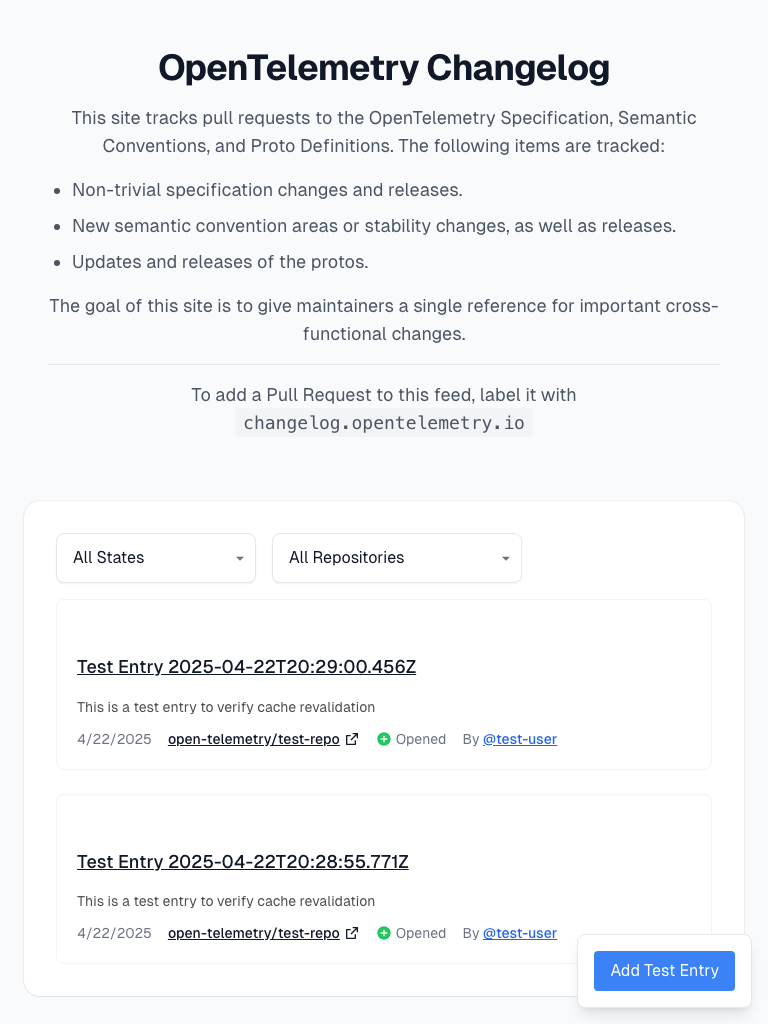 OpenTelemetry Changelog
This site tracks pull requests to the OpenTelemetry Specification, Semantic
Conventions, and Proto Definitions. The following items are tracked:
• Non-trivial specification changes and releases.
• New semantic convention areas or stability changes, as well as releases.
• Updates and releases of the protos.
The goal of this site is to give maintainers a single reference for important cross-
functional changes.
To add a Pull Request to this feed, label it with
changelog.opentelemetry.io
All States All Repositories
Test Entry 2025-04-22T20:29:00.456Z
This is a test entry to verify cache revalidation
4/22/2025 open-telemetry/test-repo Opened By @test-user
Test Entry 2025-04-22T20:28:55.771Z
This is a test entry to verify cache revalidation
4/22/2025 open-telemetry/test-repo Opened By @test-user
Add Test Entry